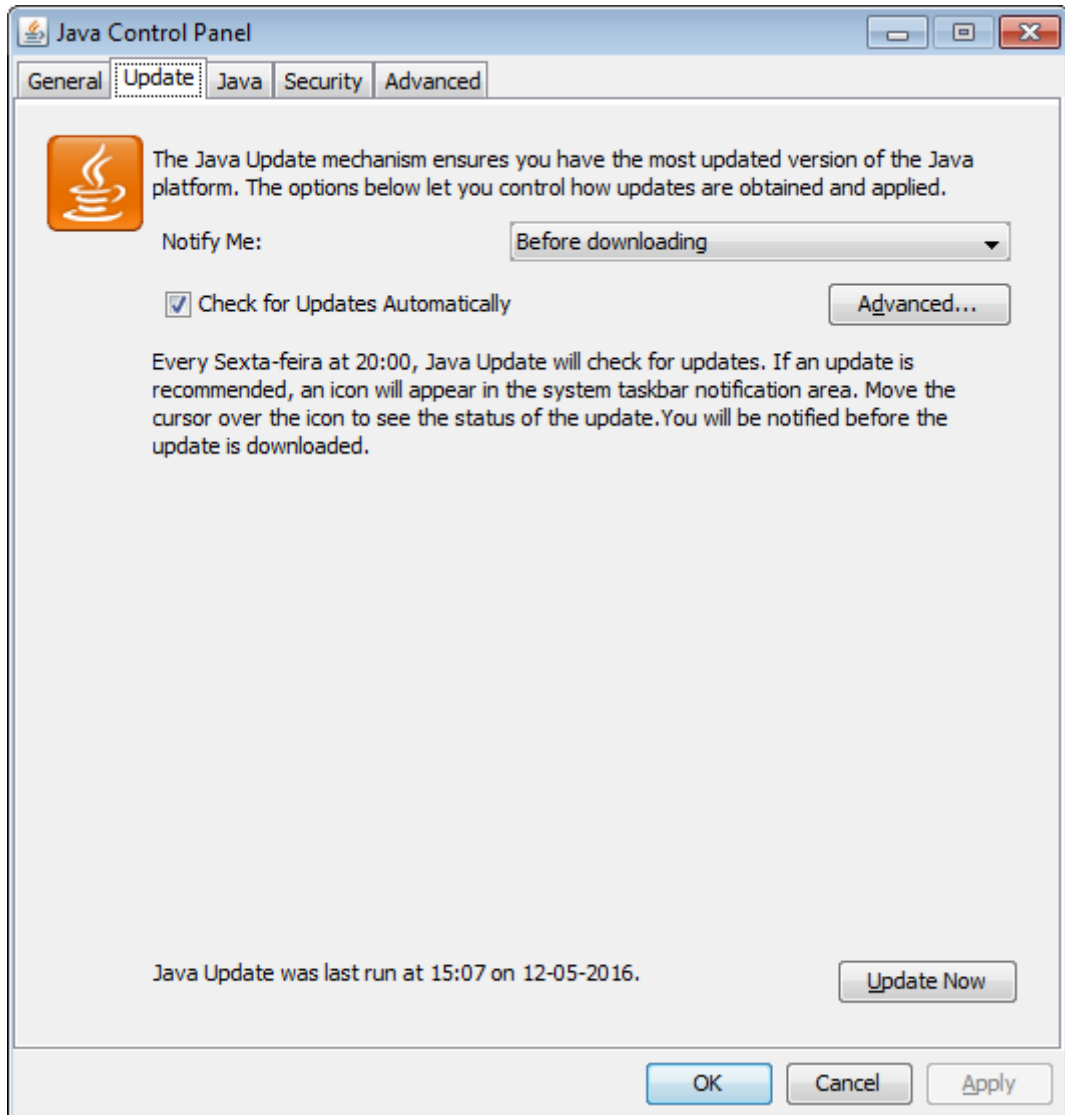 Java Control Panel
General Update Java Security Advanced
The Java Update mechanism ensures you have the most updated version of the Java
platform. The options below let you control how updates are obtained and applied.
Notify Me: Before downloading
Check for Updates Automatically Advanced...
Every Sexta-feira at 20:00, Java Update will check for updates. If an update is
recommended, an icon will appear in the system taskbar notification area. Move the
cursor over the icon to see the status of the update.You will be notified before the
update is downloaded.
Java Update was last run at 15:07 on 12-05-2016.
Update Now
OK Cancel Apply